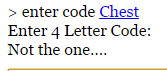 > enter code Chest
Enter 4 Letter Code:
Not the one....